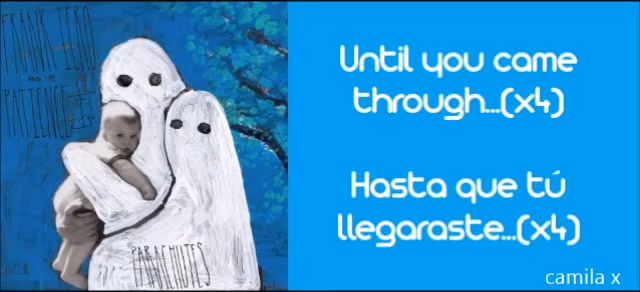 FRANK IERO
AND THE
PATIENCE
Until you came
through...(x4)
Hasta que tú
llegaraste...(x4)
PARACHUTES
camila x